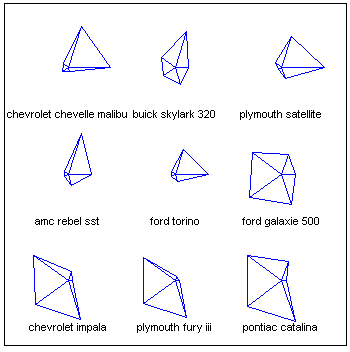 chevrolet chevelle malibu buick skylark 320 plymouth satellite
amc rebel sst ford torino ford galaxie 500
chevrolet impala plymouth fury iii pontiac catalina